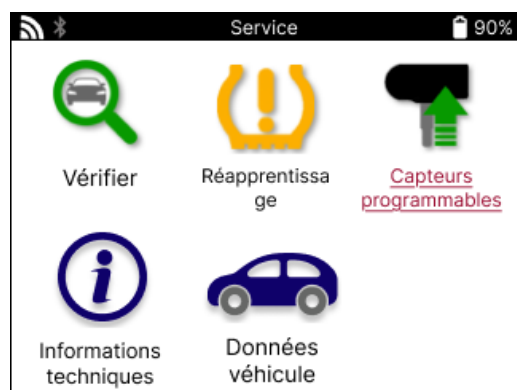 Service
90%
Vérifier
Réapprentissa
ge
Capteurs
programmables
Informations
techniques
Données
véhicule